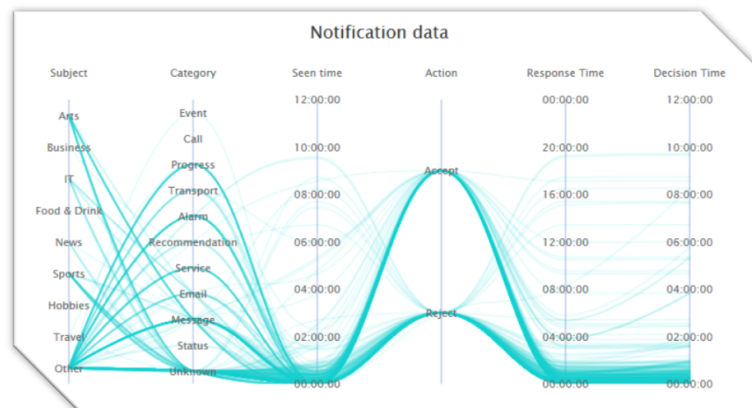 Notification data
Subject Category Seen time Action Response Time Decision Time
12:00:00 00:00:00 12:00:00
Arts Event
Call
Business 10:00:00 20:00:00 10:00:00
Progress Accept
IT
Transport 08:00:00 16:00:00 08:00:00
Food & Drink Alarm
News Recommendation 06:00:00 12:00:00 06:00:00
Sports Service
Email 04:00:00 08:00:00 04:00:00
Hobbies
Message Reject
Travel 02:00:00 04:00:00 02:00:00
Status
Other Unknown
00:00:00 00:00:00 00:00:00